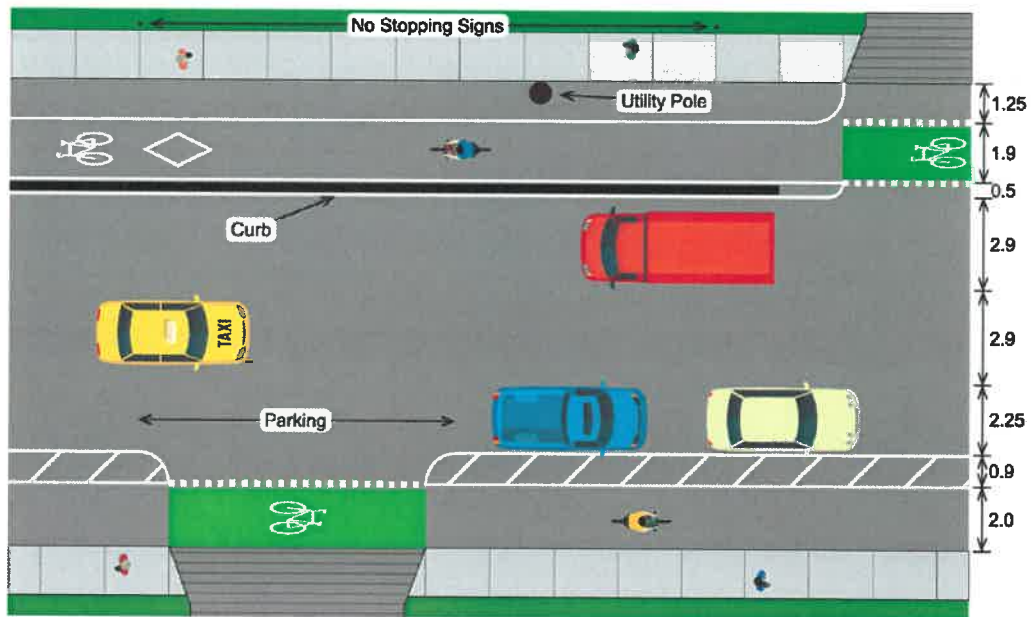 No Stopping Signs
Utility Pole
1.25
1.9
0.5
Curb
2.9
TAXI
2.9
Parking
2.25
0.9
2.0